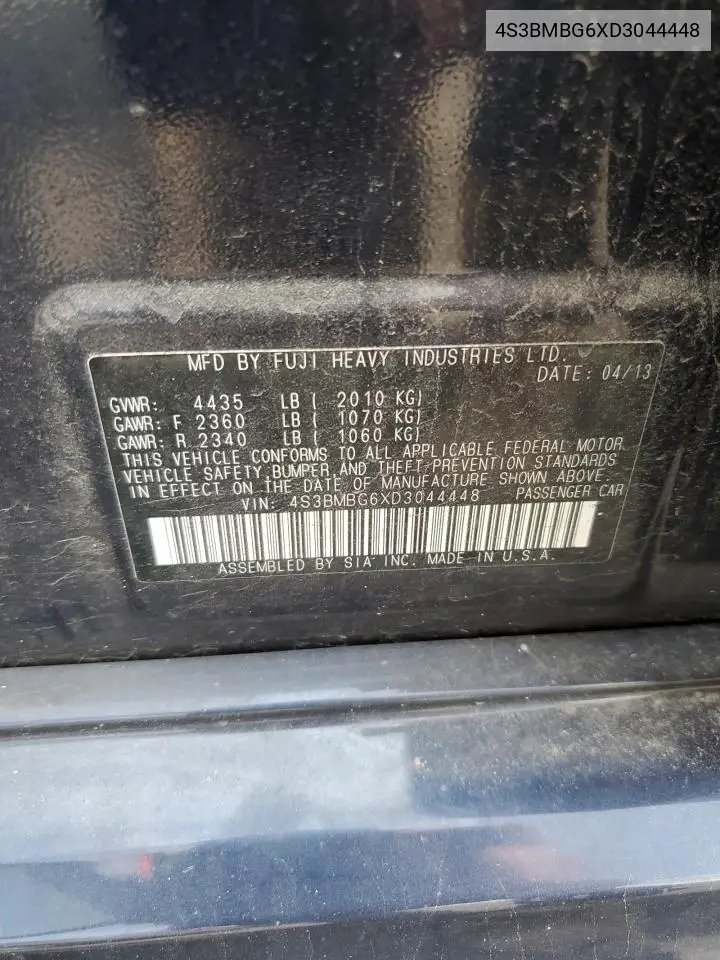 4S3BMBG6XD3044448
MFD BY FUJI HEAVY INDUSTRIES LTD.
DATE: 04/13
GVWR: 4435 LB ( 2010 KG)
GAWR: F 2360 LB ( 1070 KG)
GAWR: R 2340 LB ( 1060 KG)
THIS VEHICLE CONFORMS TO ALL APPLICABLE FEDERAL MOTOR
VEHICLE SAFETY, BUMPER, AND THEFT PREVENTION STANDARDS
IN EFFECT ON THE DATE OF MANUFACTURE SHOWN ABOVE.
VIN: 4S3BMBG6XD3044448 PASSENGER CAR
ASSEMBLED BY SIA INC. MADE IN U.S.A.